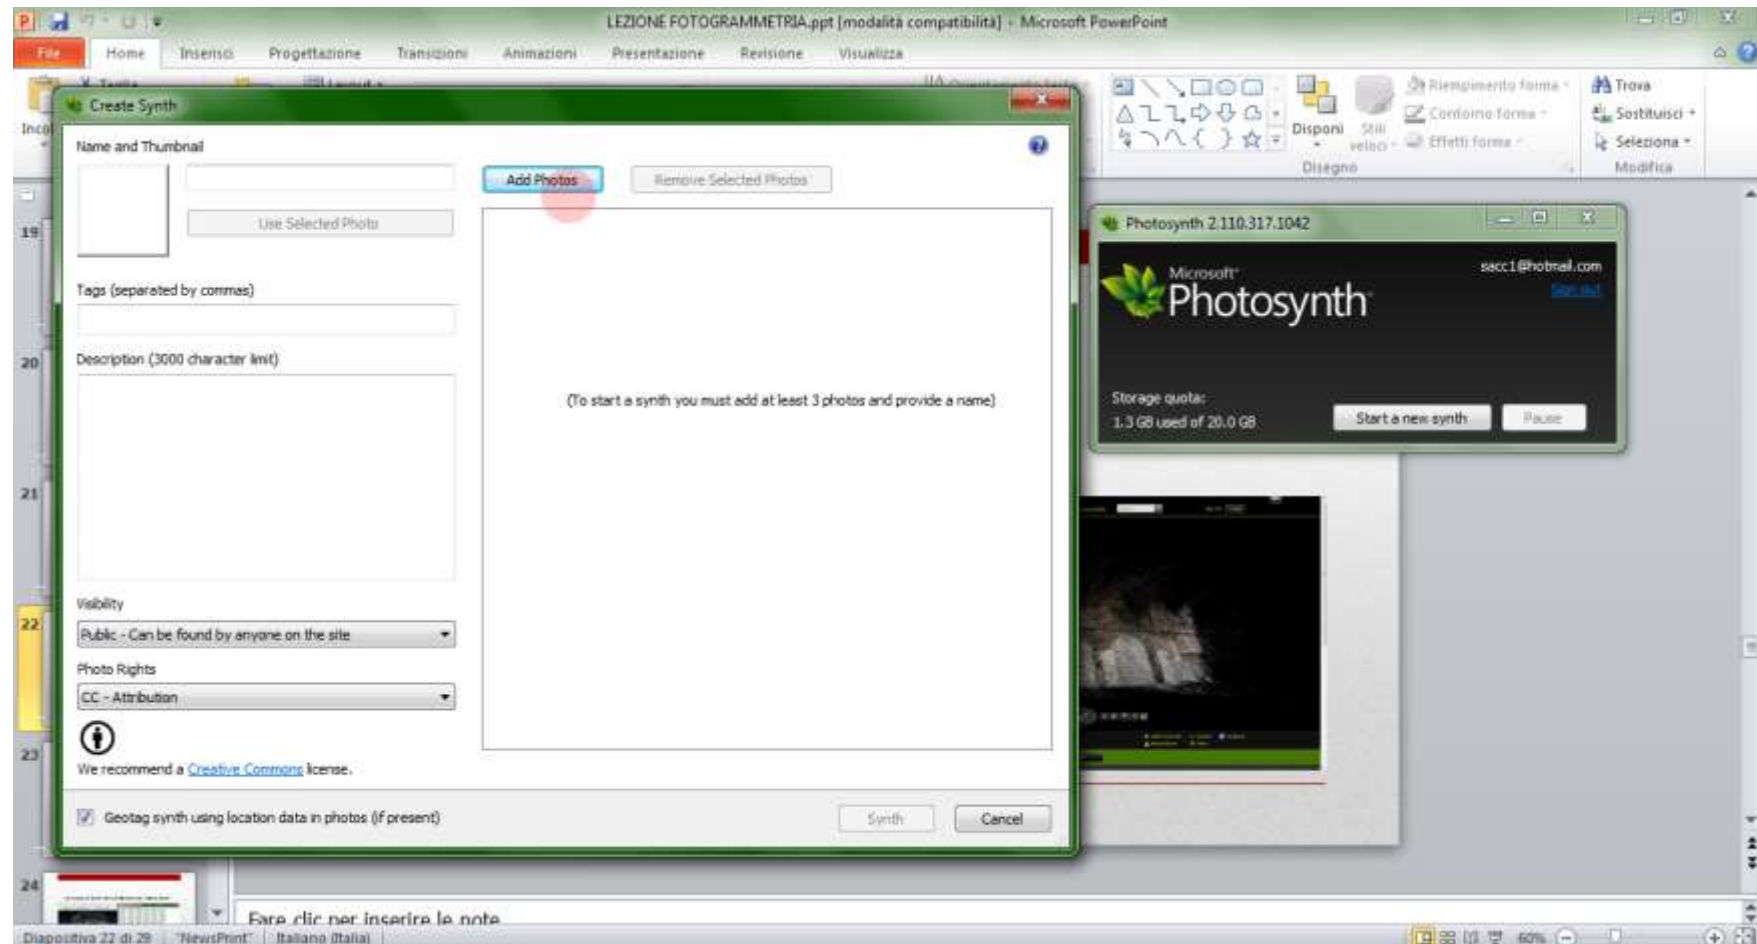 LEZIONE FOTOGRAMMETRIA.ppt [modalità compatibilità] - Microsoft PowerPoint
File Home Inserisci Progettazione Transizioni Animazioni Presentazione Revisione Visualizza
Riempimento forma
Trova
Contorno forma
Sostituisci
Disponi
Stili veloci
Effetti forma
Seleziona
Disegno
Modifica
Create Synth
Name and Thumbnail
Add Photos
Remove Selected Photos
Use Selected Photo
Tags (separated by commas)
Description (3000 character limit)
(To start a synth you must add at least 3 photos and provide a name)
Visibility
Public - Can be found by anyone on the site
Photo Rights
CC - Attribution
We recommend a Creative Commons license.
Geotag synth using location data in photos (if present)
Synth
Cancel
Photosynth 2.110.317.1042
Microsoft
Photosynth
sacc1@hotmail.com
Sign out
Storage quota:
1.3 GB used of 20.0 GB
Start a new synth
Pause
19
20
21
22
23
24
Fare clic per inserire le note
Diapositiva 22 di 29 "NewsPrint" Italiano (Italia)
60%